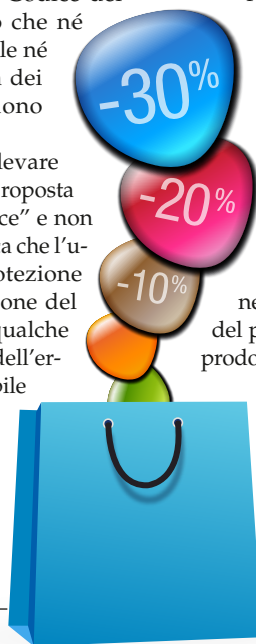 che né
le né
dei
ono
-30%
levare
roposta
ce” e non
-20%
a che l’u-
otezione
one del
-10%
ne
qualche
del p
dell’er-
prodo
bile